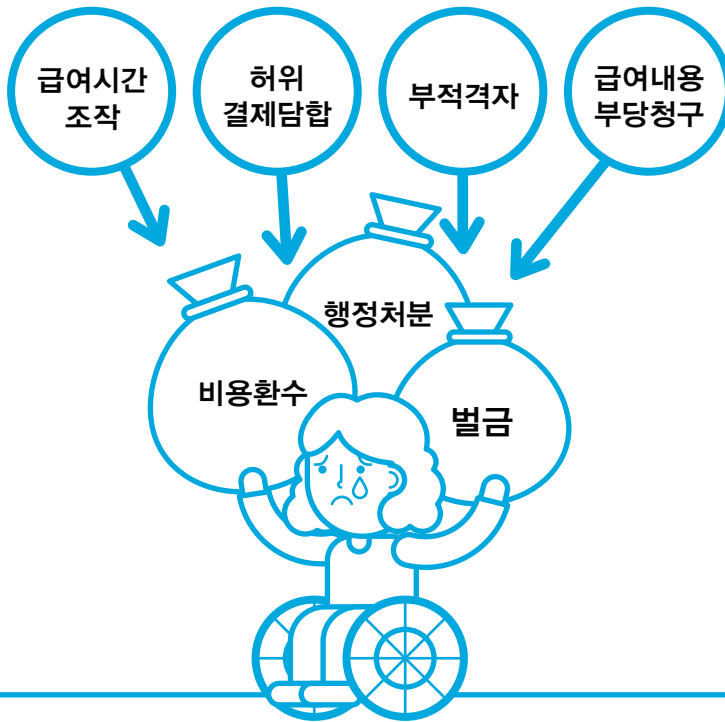 급여시간
조작
허위
결제담합
부적격자
급여내용
부당청구
행정처분
비용환수
벌금